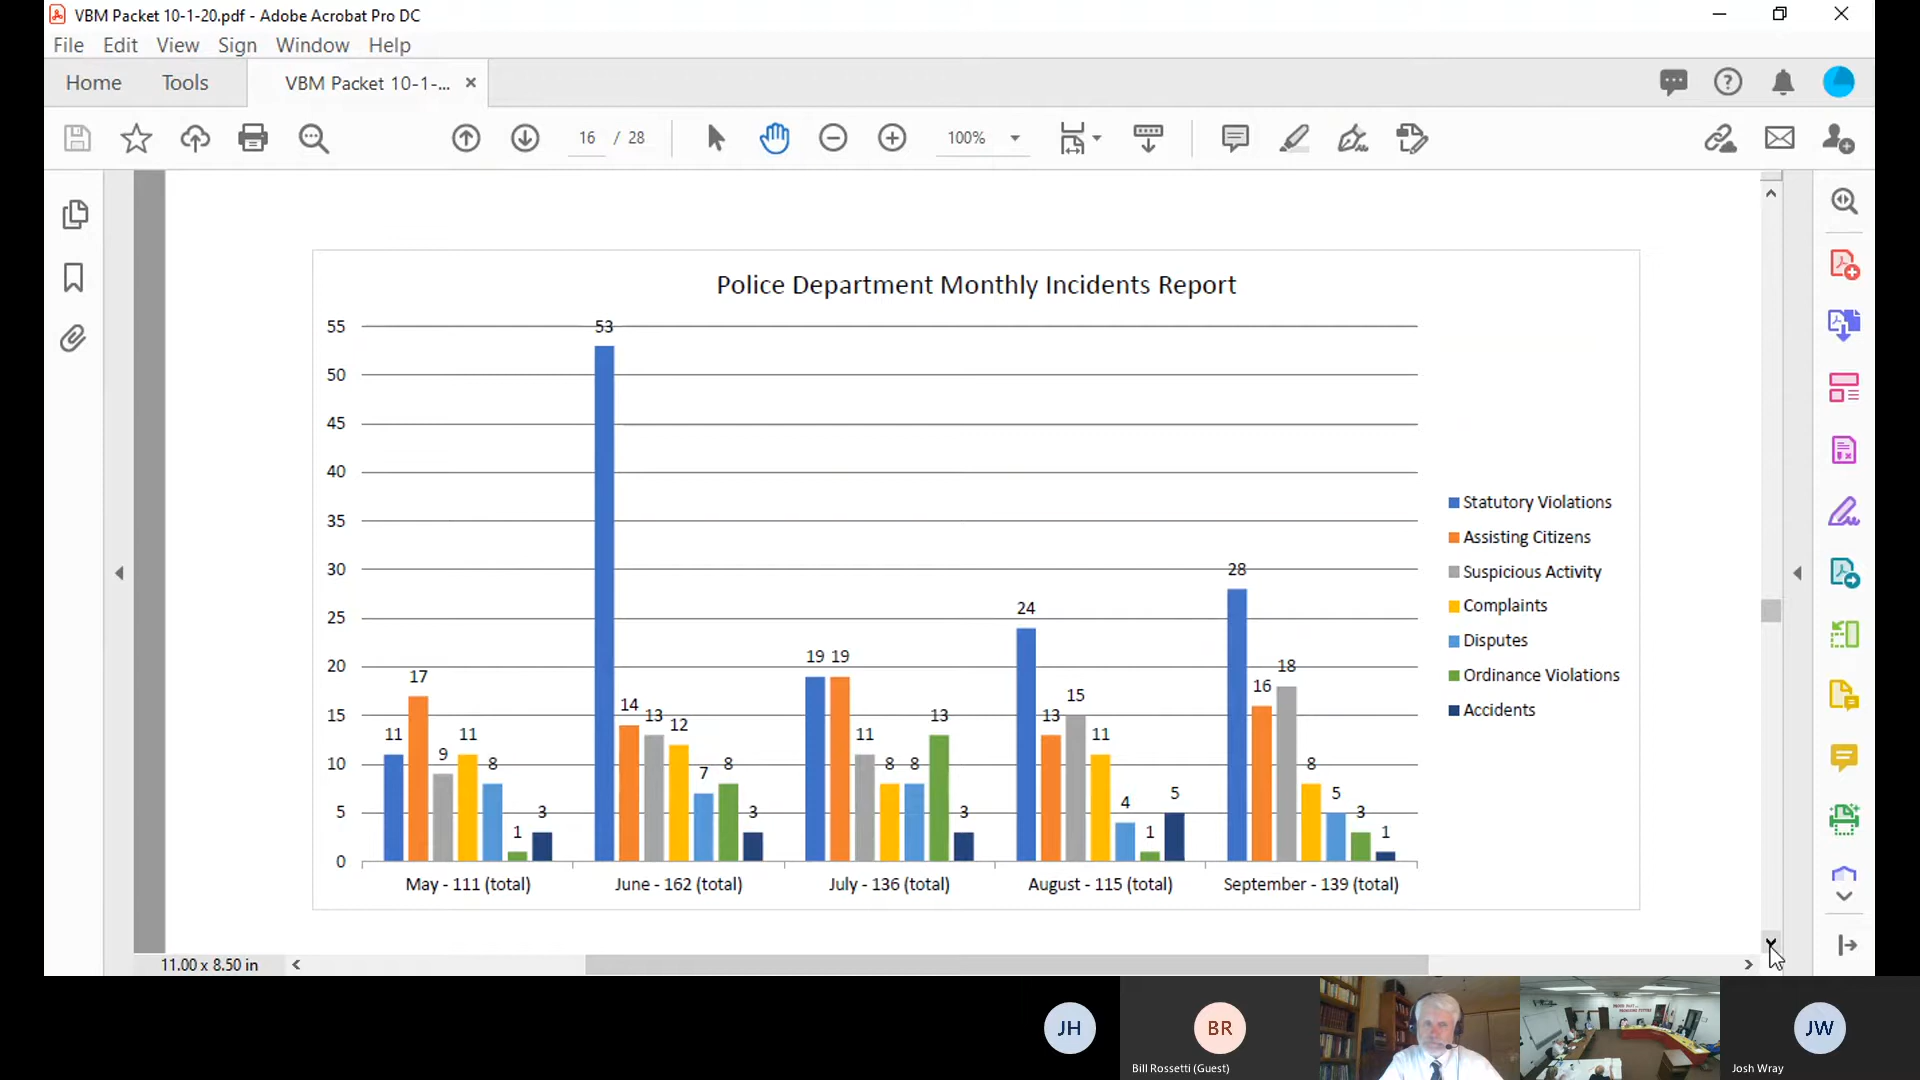 VBM Packet 10-1-20.pdf - Adobe Acrobat Pro DC
File Edit View Sign Window Help
Home Tools VBM Packet 10-1-... ×
16 / 28 100%
Police Department Monthly Incidents Report
55
50
45
40
35
30
25
20
15
10
5
0
11 17 9 11 8 1 3
53 14 13 12 7 8 3
19 19 11 8 8 13 3
24 13 15 11 4 1 5
28 16 18 8 5 3 1
May - 111 (total) June - 162 (total) July - 136 (total) August - 115 (total) September - 139 (total)
Statutory Violations
Assisting Citizens
Suspicious Activity
Complaints
Disputes
Ordinance Violations
Accidents
11.00 x 8.50 in
JH BR JW
Bill Rossetti (Guest) Josh Wray